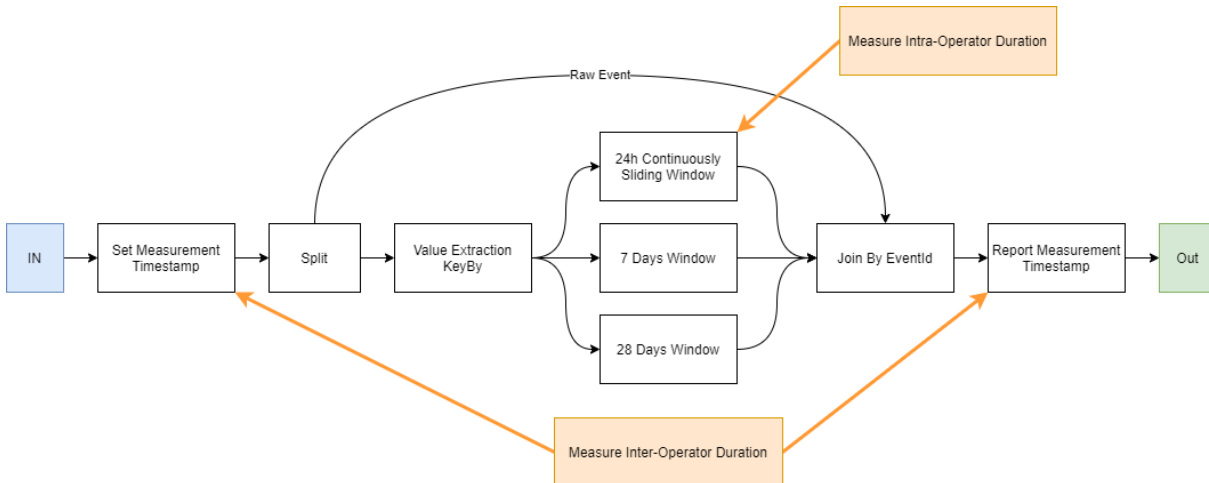 Measure Intra-Operator Duration
Raw Event
24h Continuously
Sliding Window
IN
Set Measurement
Timestamp
Split
Value Extraction
KeyBy
7 Days Window
Join By EventId
Report Measurement
Timestamp
Out
28 Days Window
Measure Inter-Operator Duration